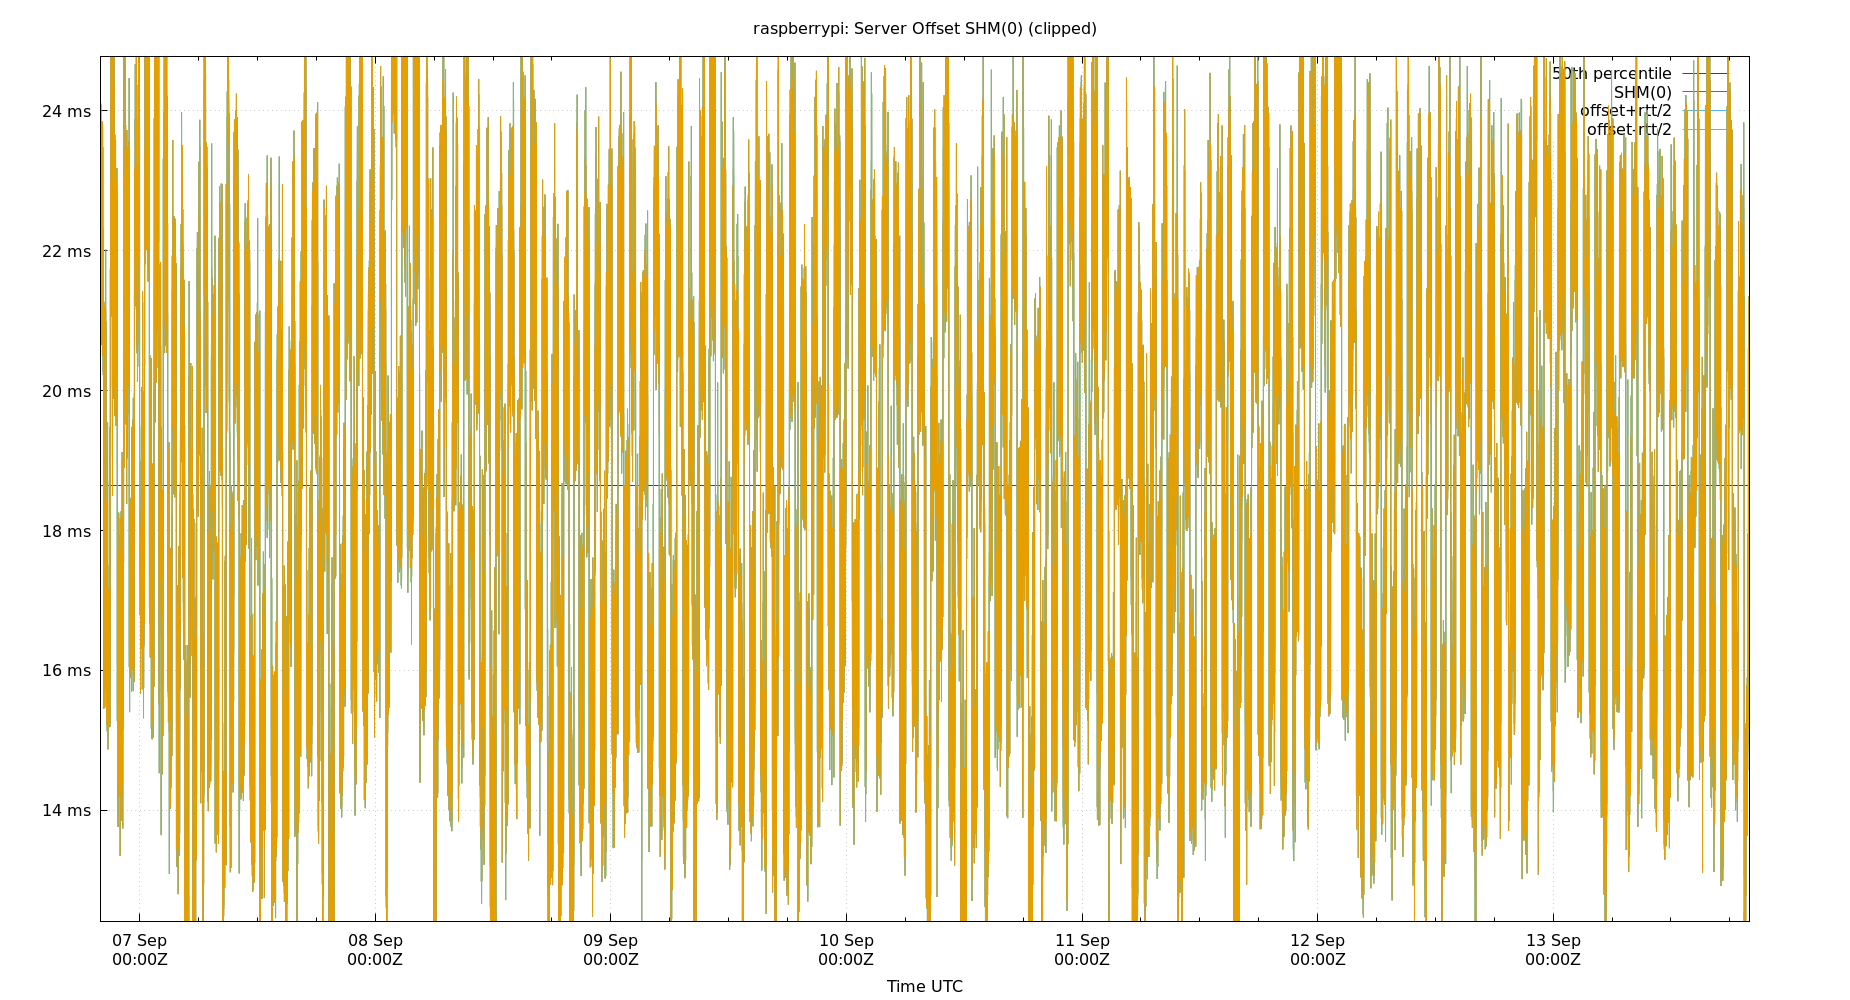 raspberrypi: Server Offset SHM(0) (clipped)
50th percentile
SHM(0)
offset+rtt/2
offset-rtt/2
24 ms
22 ms
20 ms
18 ms
16 ms
14 ms
07 Sep
00:00Z
08 Sep
00:00Z
09 Sep
00:00Z
10 Sep
00:00Z
11 Sep
00:00Z
12 Sep
00:00Z
13 Sep
00:00Z
Time UTC